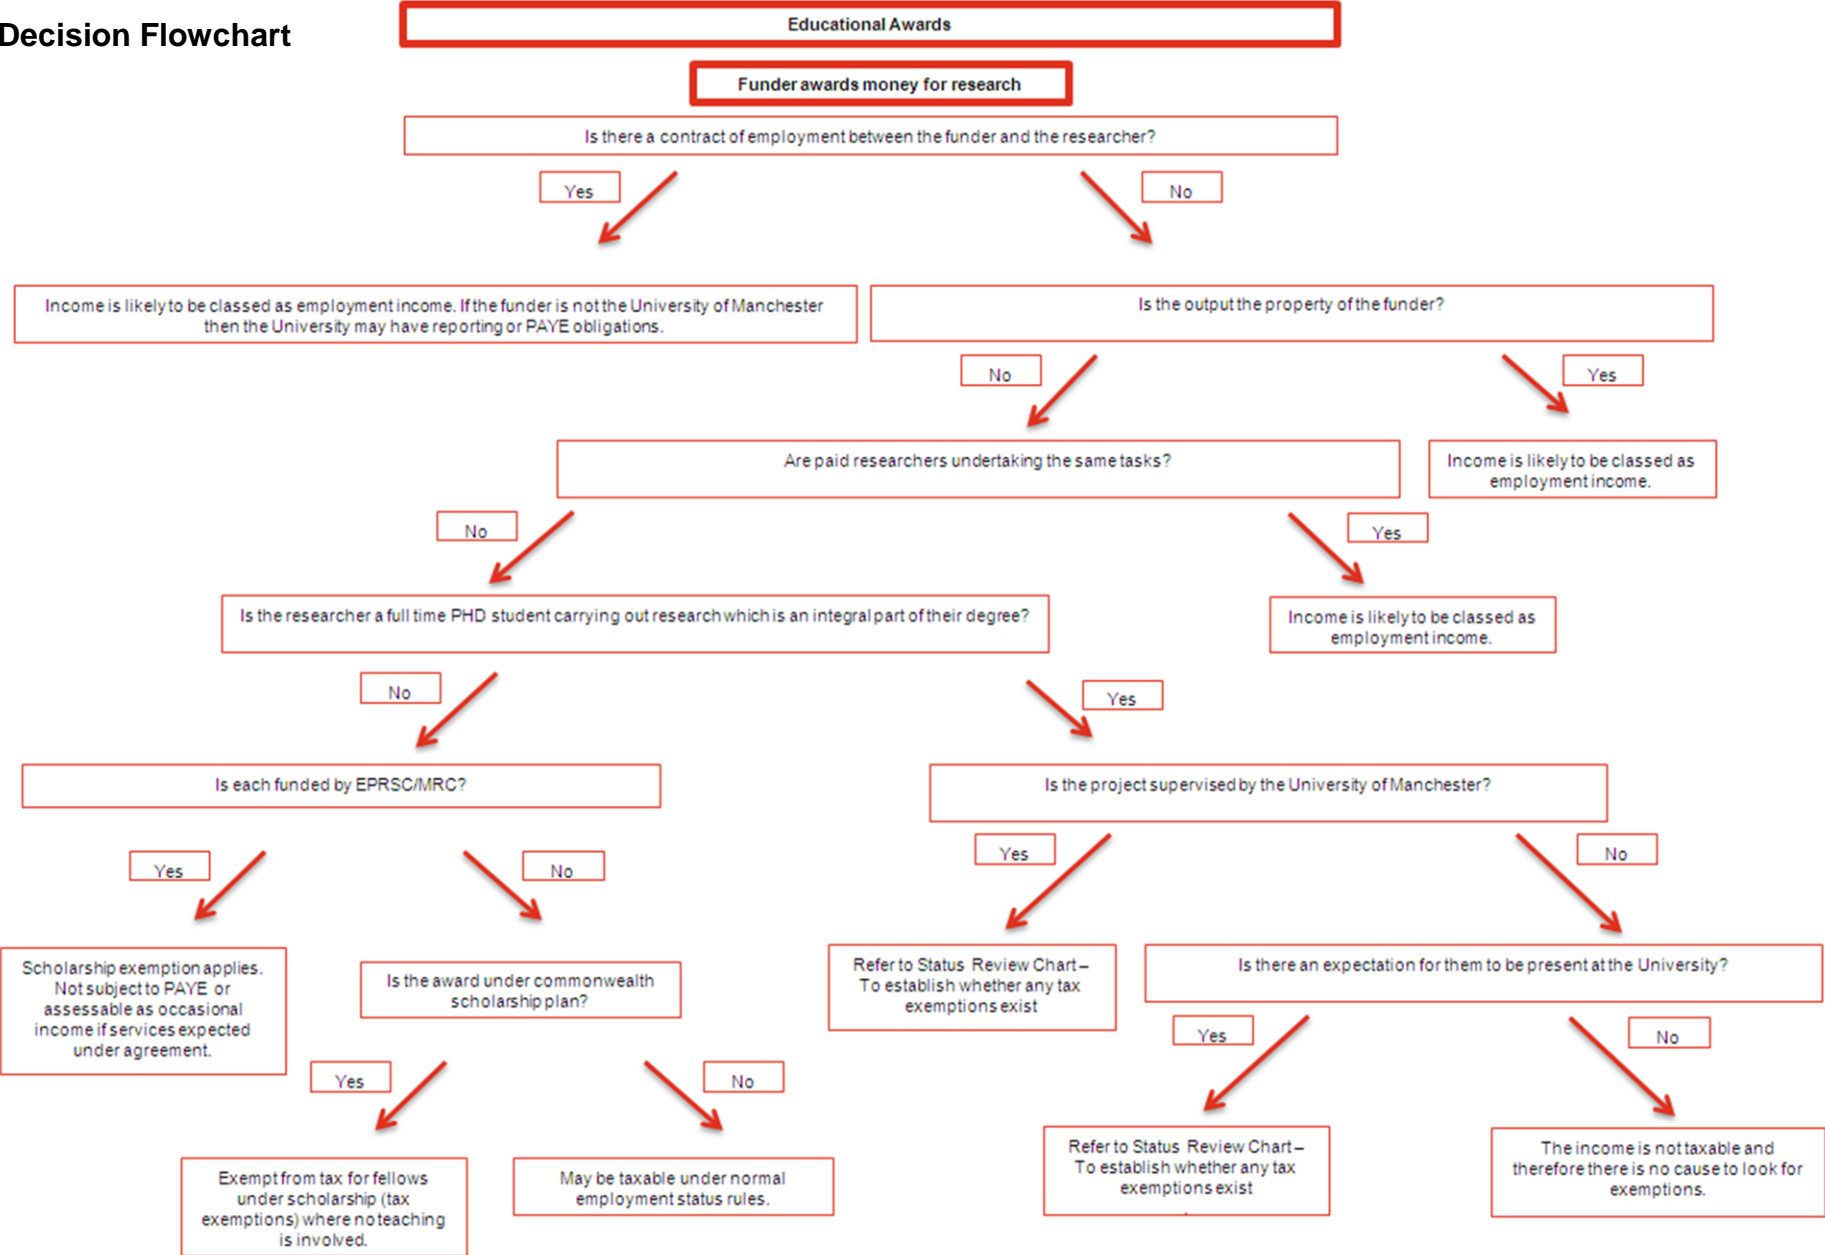 Decision Flowchart
Educational Awards
Funder awards money for research
Is there a contract of employment between the funder and the researcher?
Yes
No
Income is likely to be classed as employment income. If the funder is not the University of Manchester
then the University may have reporting or PAYE obligations.
Is the output the property of the funder?
No
Yes
Are paid researchers undertaking the same tasks?
Income is likely to be classed as
employment income.
No
Yes
Is the researcher a full time PHD student carrying out research which is an integral part of their degree?
Income is likely to be classed as
employment income.
No
Yes
Is each funded by EPRSC/MRC?
Is the project supervised by the University of Manchester?
Yes
No
Yes
No
Scholarship exemption applies.
Not subject to PAYE or
assessable as occasional
income if services expected
under agreement.
Is the award under commonwealth
scholarship plan?
Refer to Status Review Chart –
To establish whether any tax
exemptions exist
Is there an expectation for them to be present at the University?
Yes
No
Yes
No
Exempt from tax for fellows
under scholarship (tax
exemptions) where no teaching
is involved.
May be taxable under normal
employment status rules.
Refer to Status Review Chart –
To establish whether any tax
exemptions exist
.
The income is not taxable and
therefore there is no cause to look for
exemptions.